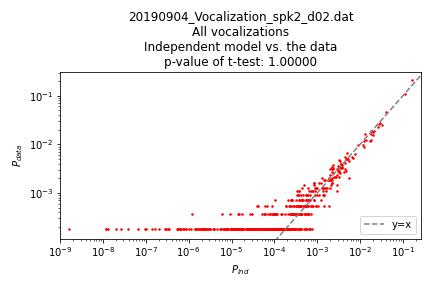 20190904_Vocalization_spk2_d02.dat
All vocalizations
Independent model vs. the data
p-value of t-test: 1.00000
10⁻¹
10⁻²
10⁻³
P_data
y=x
10⁻⁹ 10⁻⁸ 10⁻⁷ 10⁻⁶ 10⁻⁵ 10⁻⁴ 10⁻³ 10⁻² 10⁻¹
P_ind